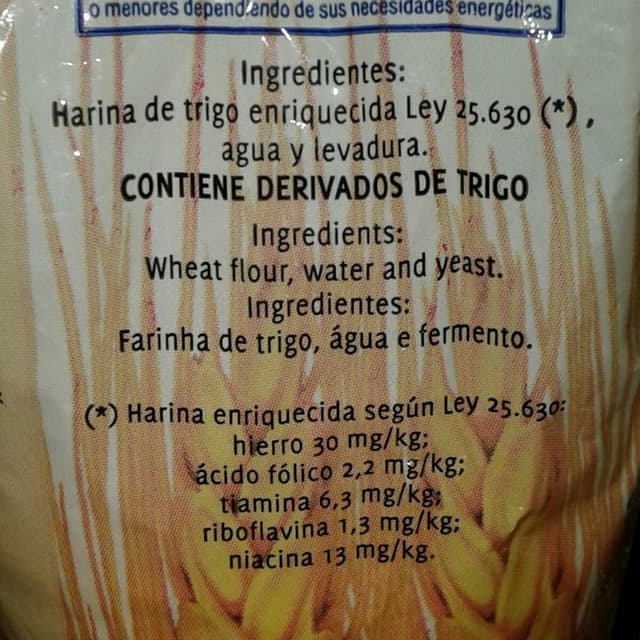 o menores dependiendo de sus necesidades energéticas
Ingredientes:
Harina de trigo enriquecida Ley 25.630 (*),
agua y levadura.
CONTIENE DERIVADOS DE TRIGO
Ingredients:
Wheat flour, water and yeast.
Ingredientes:
Farinha de trigo, água e fermento.
(*) Harina enriquecida según Ley 25.630:
hierro 30 mg/kg;
ácido fólico 2,2 mg/kg;
tiamina 6,3 mg/kg;
riboflavina 1,3 mg/kg;
niacina 13 mg/kg.